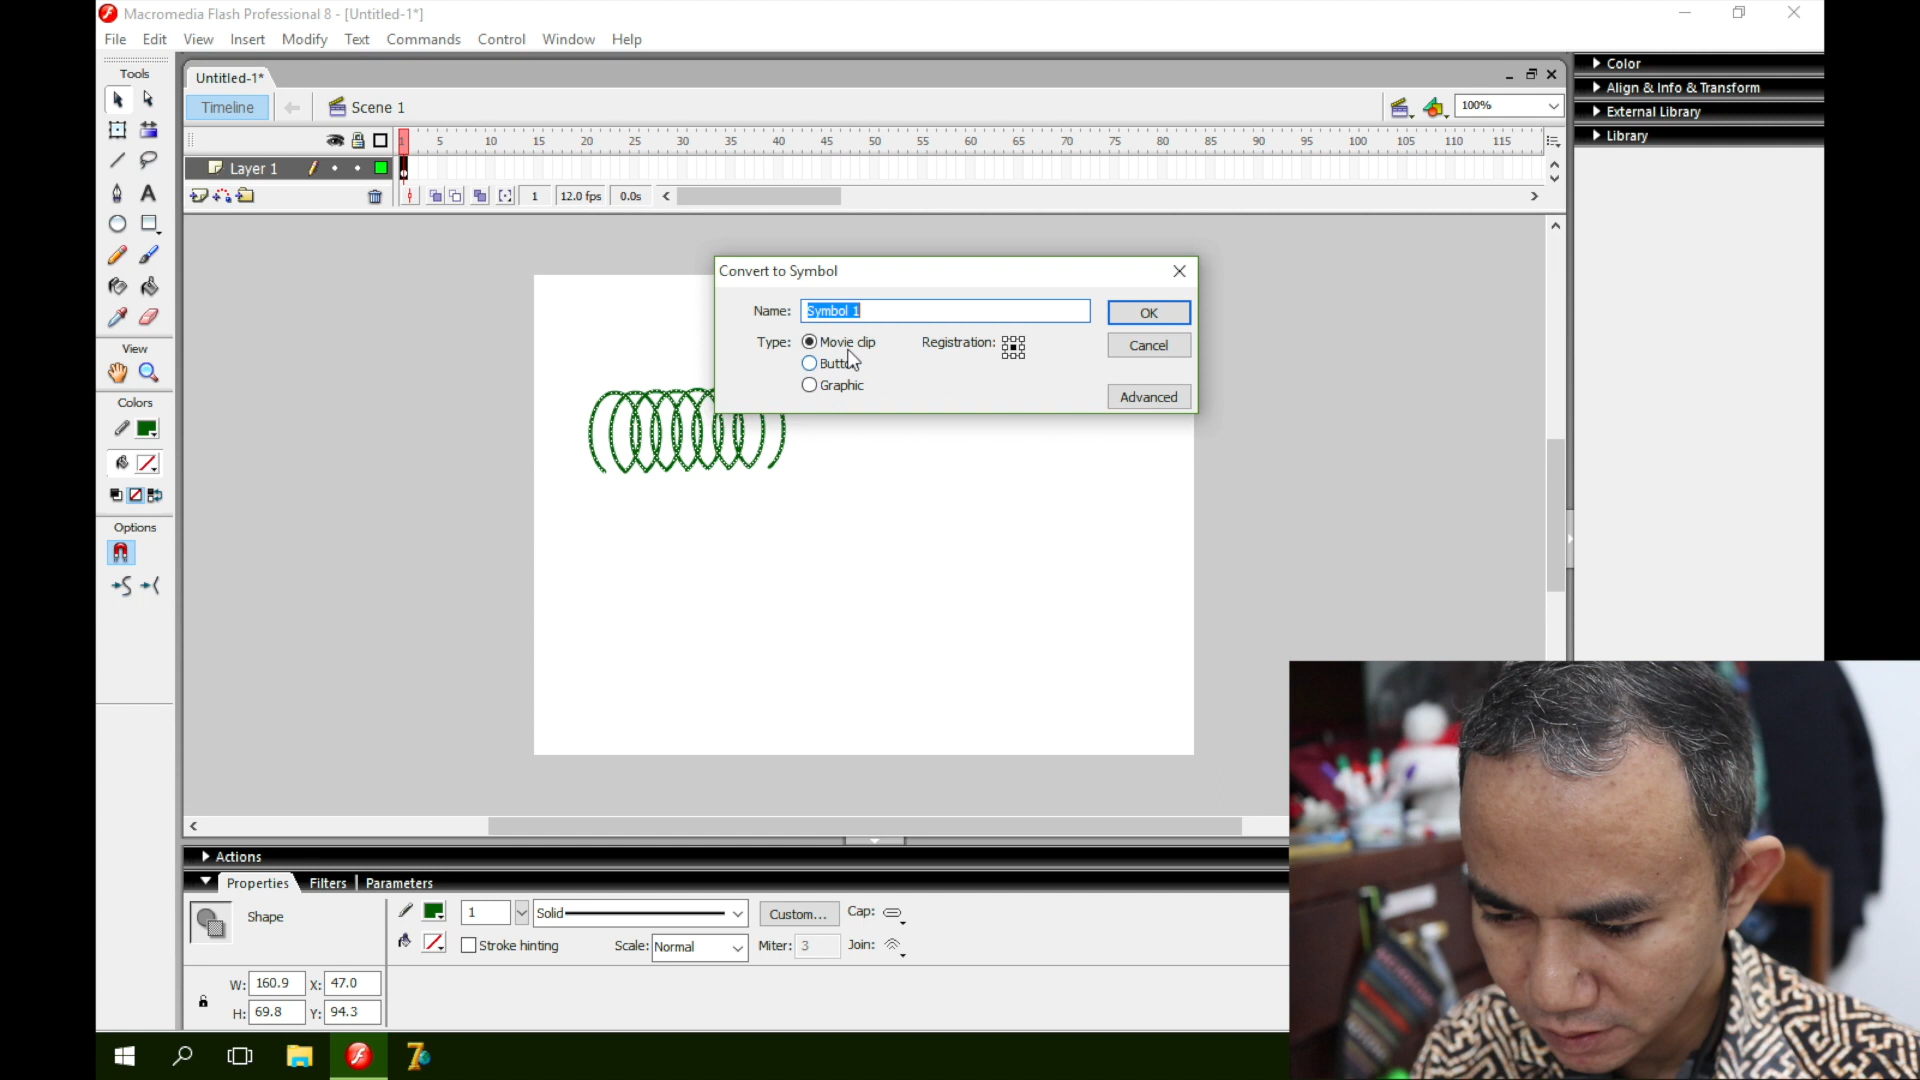 Macromedia Flash Professional 8 - [Untitled-1*]
File Edit View Insert Modify Text Commands Control Window Help
Tools
Untitled-1*
Timeline
Scene 1
100%
1 5 10 15 20 25 30 35 40 45 50 55 60 65 70 75 80 85 90 95 100 105 110 115
Layer 1
1 12.0 fps 0.0s
Color
Align & Info & Transform
External Library
Library
View
Colors
Options
Convert to Symbol
Name: Symbol 1
OK
Type: Movie clip
Registration:
Cancel
Button
Graphic
Advanced
Actions
Properties Filters Parameters
Shape
1
Solid
Custom...
Cap:
Stroke hinting
Scale: Normal
Miter: 3
Join:
W: 160.9 X: 47.0
H: 69.8 Y: 94.3